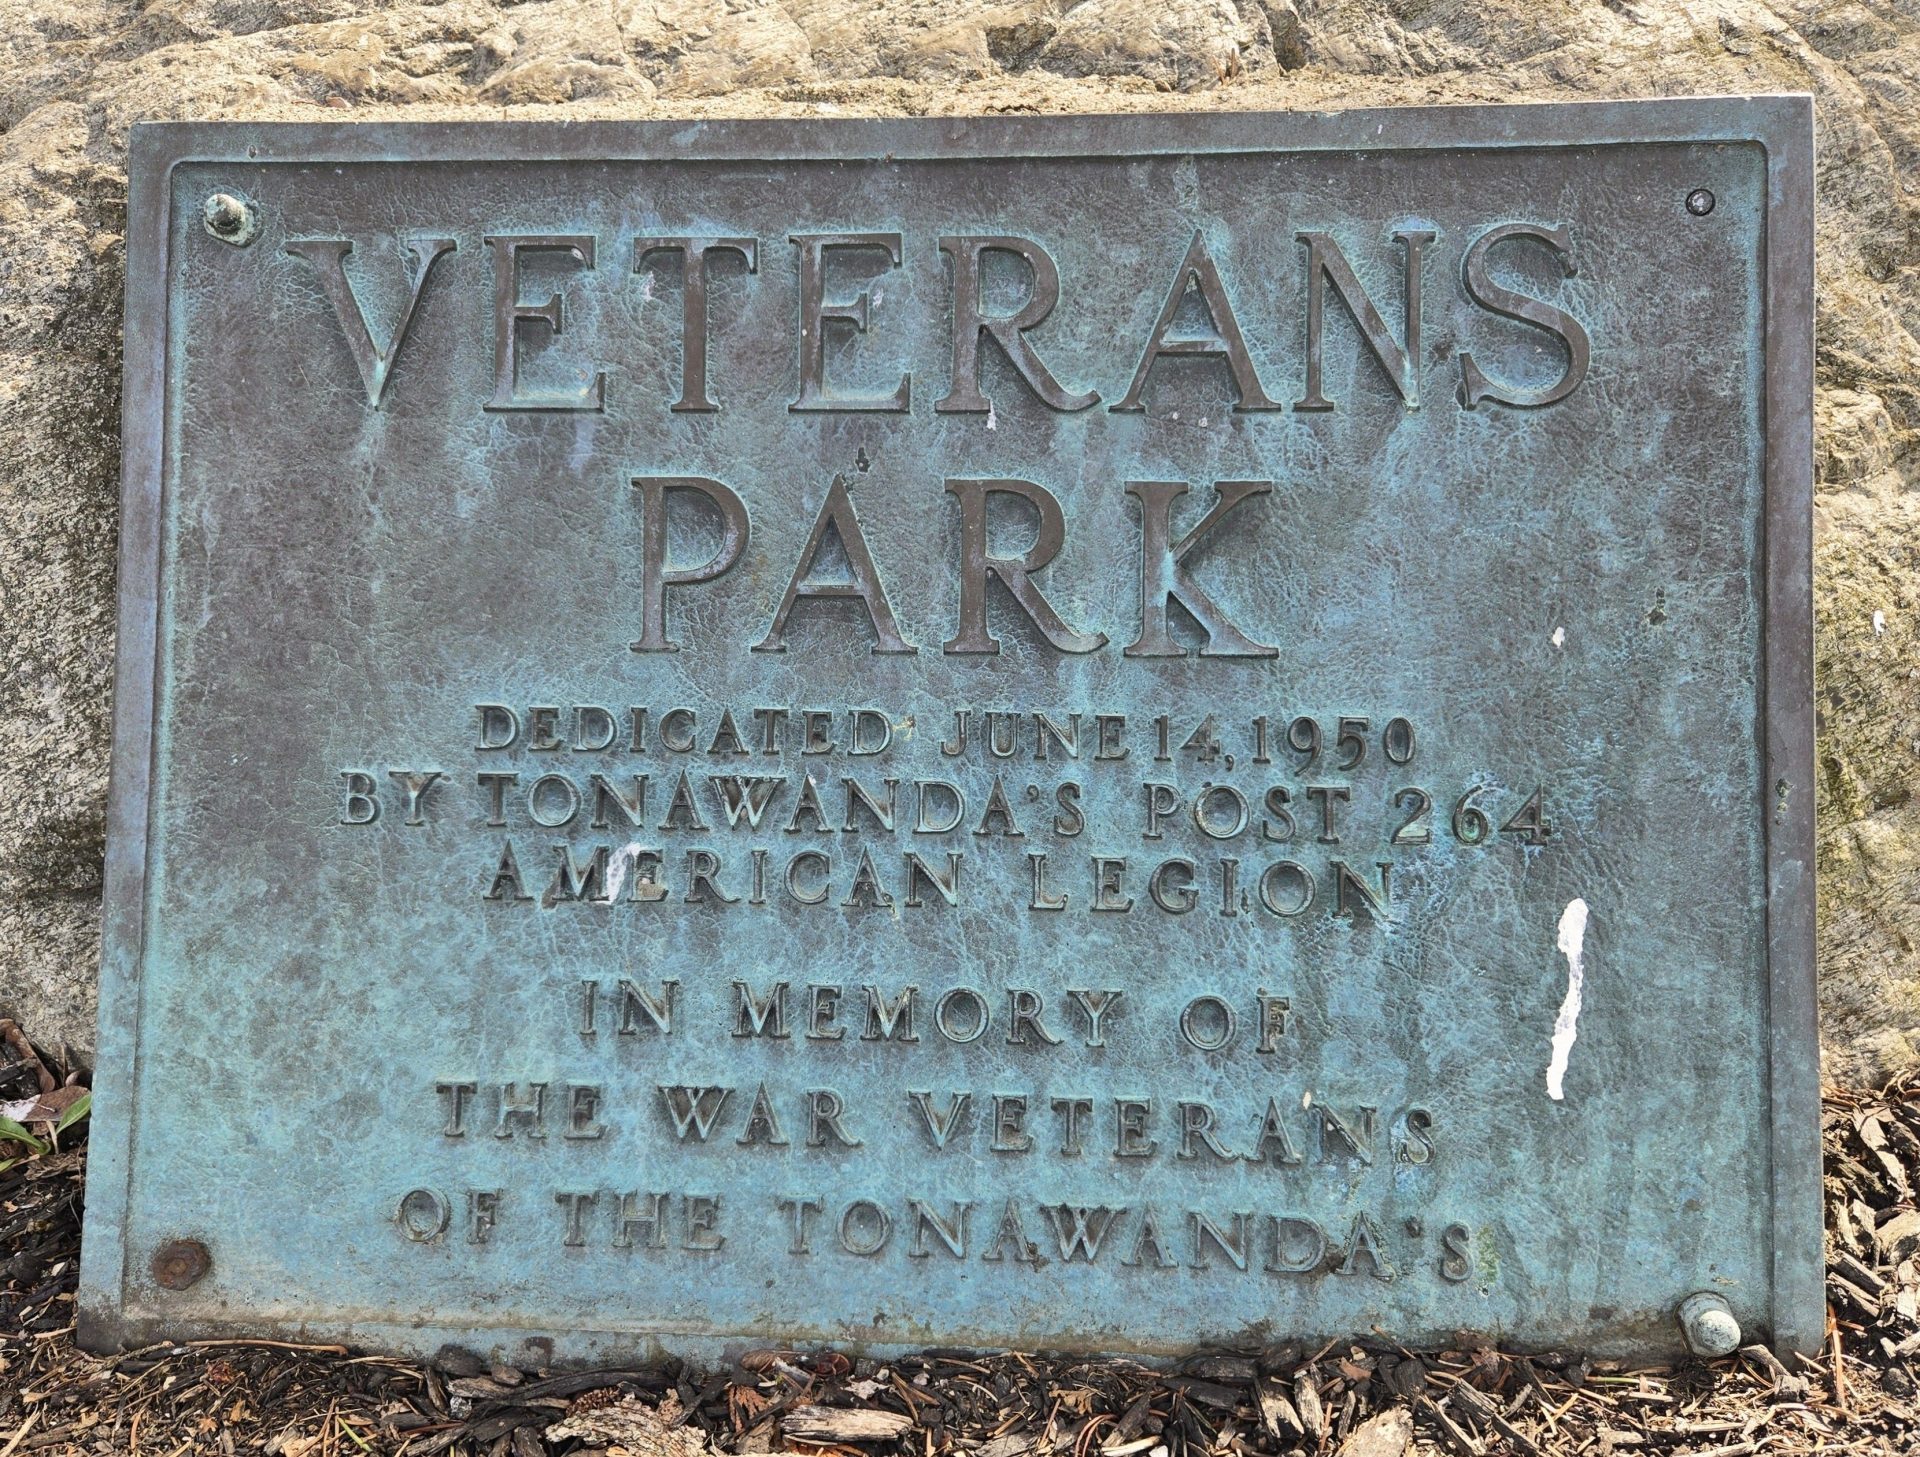 VETERANS
PARK
DEDICATED JUNE 14, 1950
BY TONAWANDA'S POST 264
AMERICAN LEGION
IN MEMORY OF
THE WAR VETERANS
OF THE TONAWANDA'S